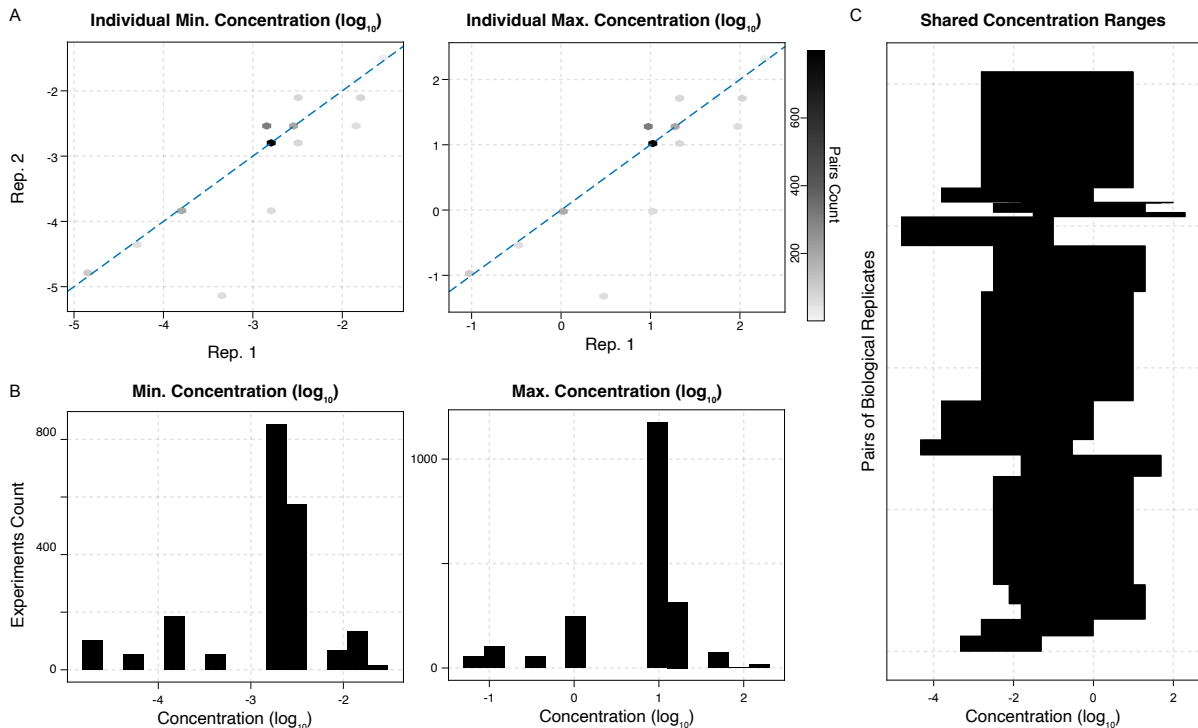 A
Individual Min. Concentration (log10)
Individual Max. Concentration (log10)
C
Shared Concentration Ranges
Rep. 2
-2
-3
-4
-5
-5
-4
-3
-2
Rep. 1
2
1
0
-1
-1
0
1
2
Rep. 1
600
400
200
Pairs Count
B
Min. Concentration (log10)
Max. Concentration (log10)
Experiments Count
800
400
0
-4
-3
-2
Concentration (log10)
1000
0
-1
0
1
2
Concentration (log10)
Pairs of Biological Replicates
-4
-2
0
2
Concentration (log10)